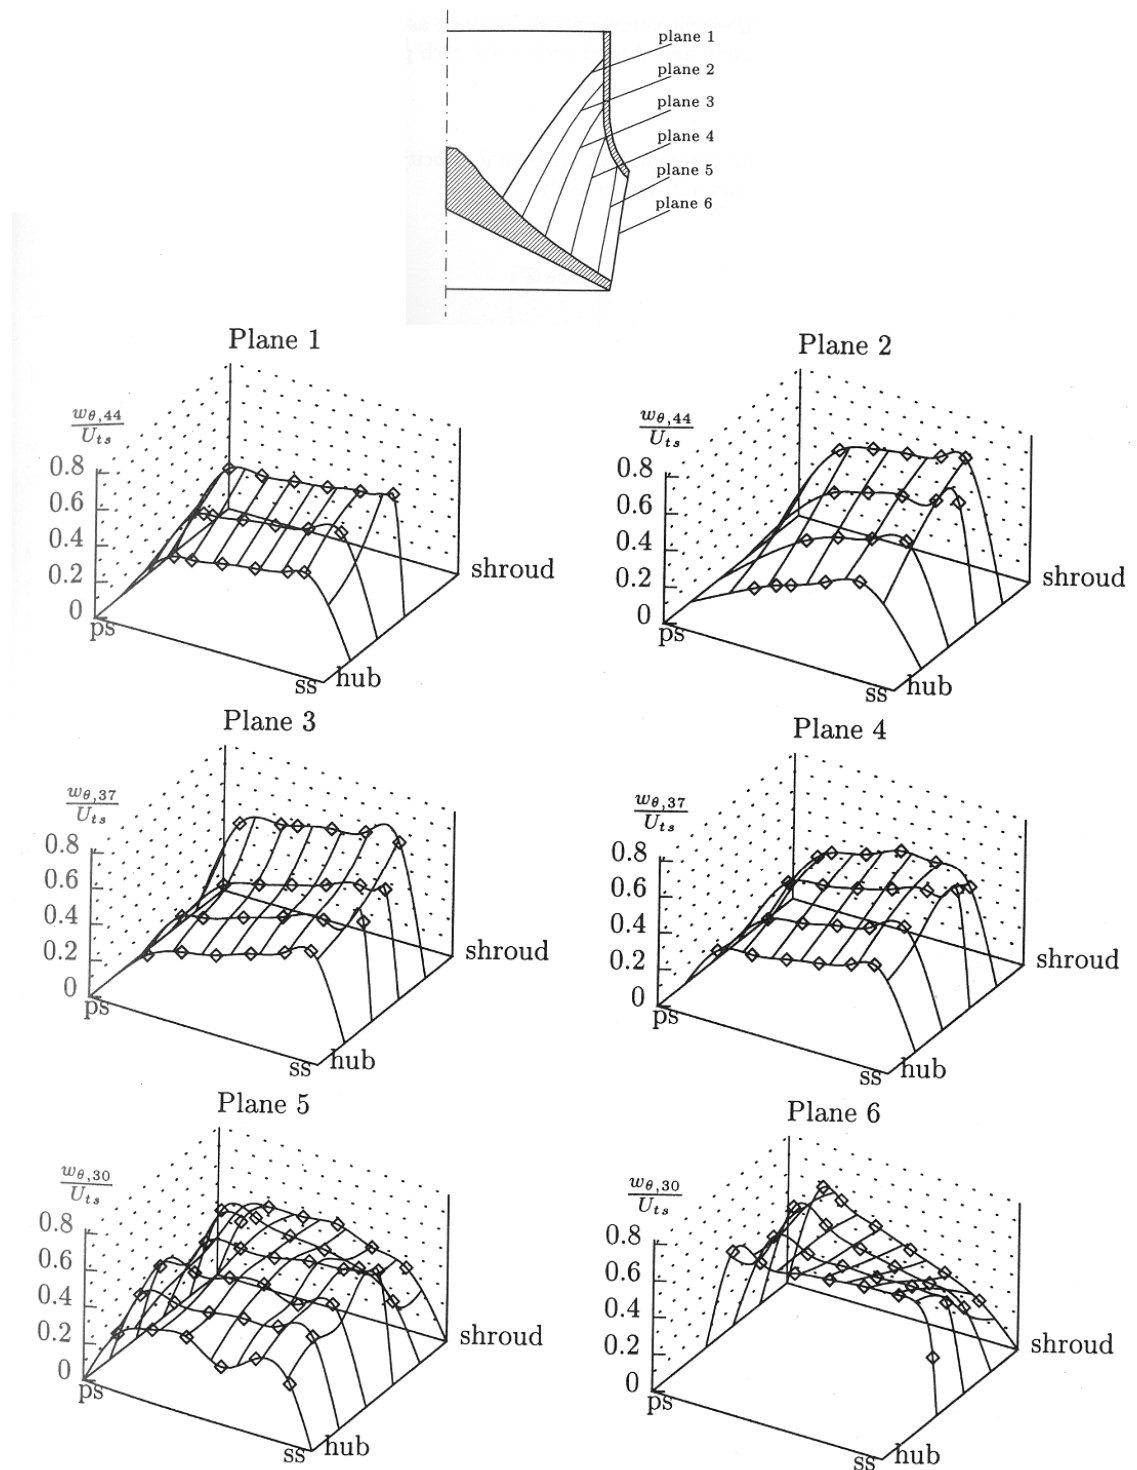 plane 1
plane 2
plane 3
plane 4
plane 5
plane 6
Plane 1
wθ,44
Uts
0.8
0.6
0.4
0.2
0
ps
ss
hub
shroud
Plane 2
wθ,44
Uts
0.8
0.6
0.4
0.2
0
ps
ss
hub
shroud
Plane 3
wθ,37
Uts
0.8
0.6
0.4
0.2
0
ps
ss
hub
shroud
Plane 4
wθ,37
Uts
0.8
0.6
0.4
0.2
0
ps
ss
hub
shroud
Plane 5
wθ,30
Uts
0.8
0.6
0.4
0.2
0
ps
ss
hub
shroud
Plane 6
wθ,30
Uts
0.8
0.6
0.4
0.2
0
ps
ss
hub
shroud